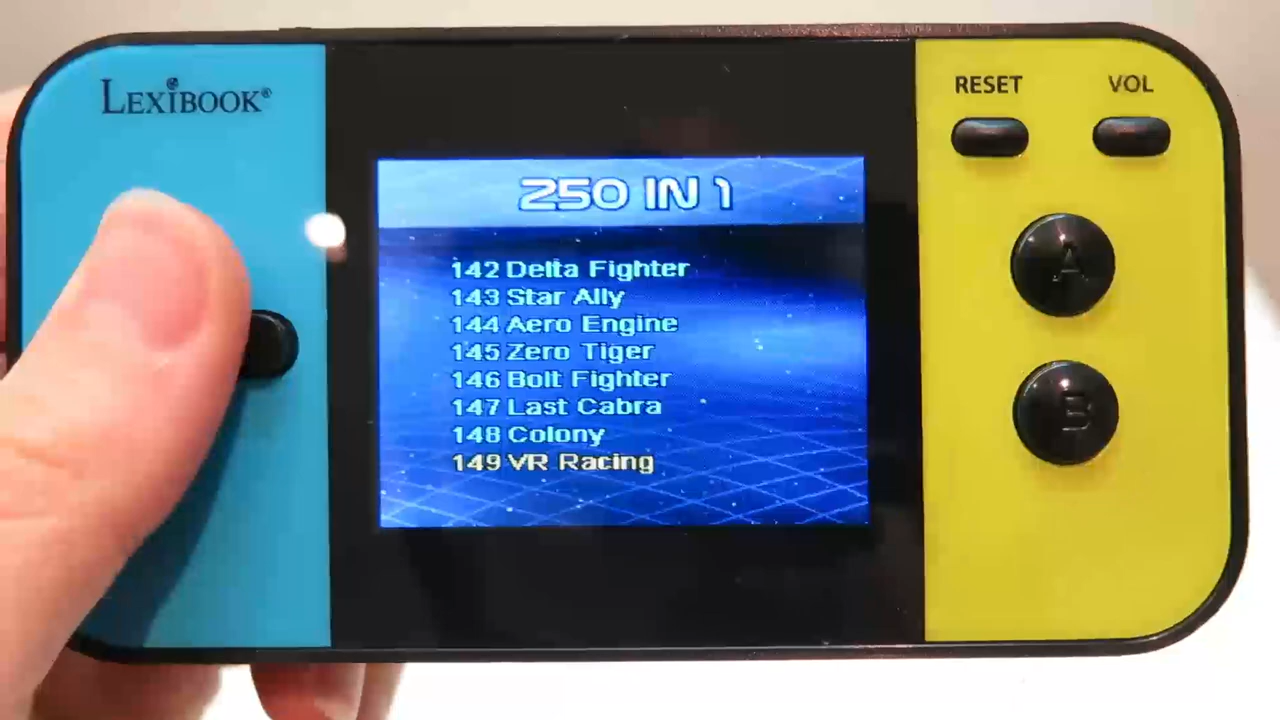 LEXIBOOK®
RESET
VOL
250 IN 1
142 Delta Fighter
143 Star Ally
144 Aero Engine
145 Zero Tiger
146 Bolt Fighter
147 Last Cabra
148 Colony
149 VR Racing
A
B